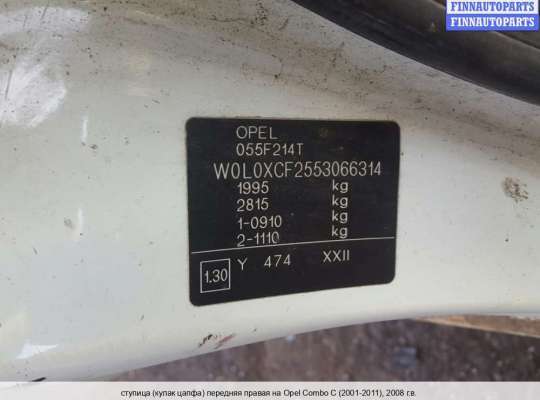 FINNAUTOPARTS
FINNAUTOPARTS
OPEL
055F214T
W0L0XCF2553066314
1995 kg
2815 kg
1-0910 kg
2-1110 kg
1.30 Y 474 XXII
ступица (кулак цапфа) передняя правая на Opel Combo C (2001-2011), 2008 г.в.